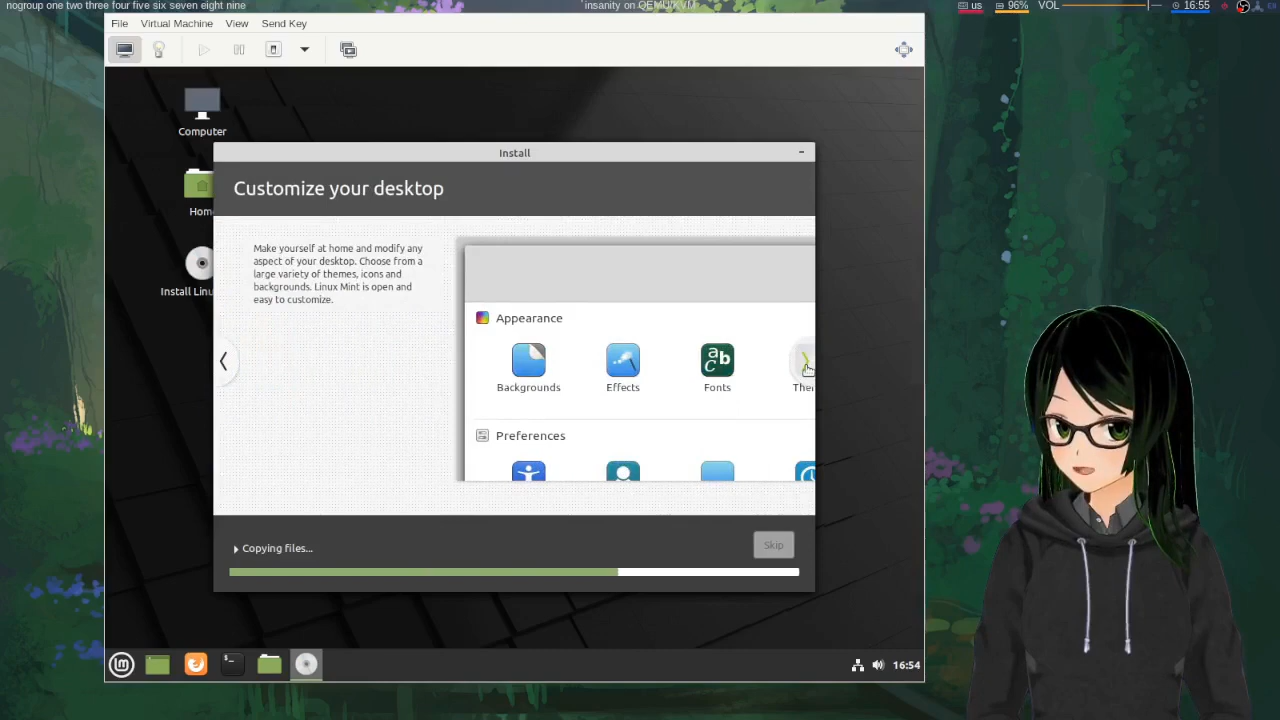 nogroup one two three four five six seven eight nine
insanity on QEMU/KVM
us
96%
VOL
16:55
File Virtual Machine View Send Key
Computer
Home
Install Linu
Install
Customize your desktop
Make yourself at home and modify any
aspect of your desktop. Choose from a
large variety of themes, icons and
backgrounds. Linux Mint is open and
easy to customize.
Appearance
Backgrounds
Effects
Fonts
Preferences
Copying files...
Skip
16:54